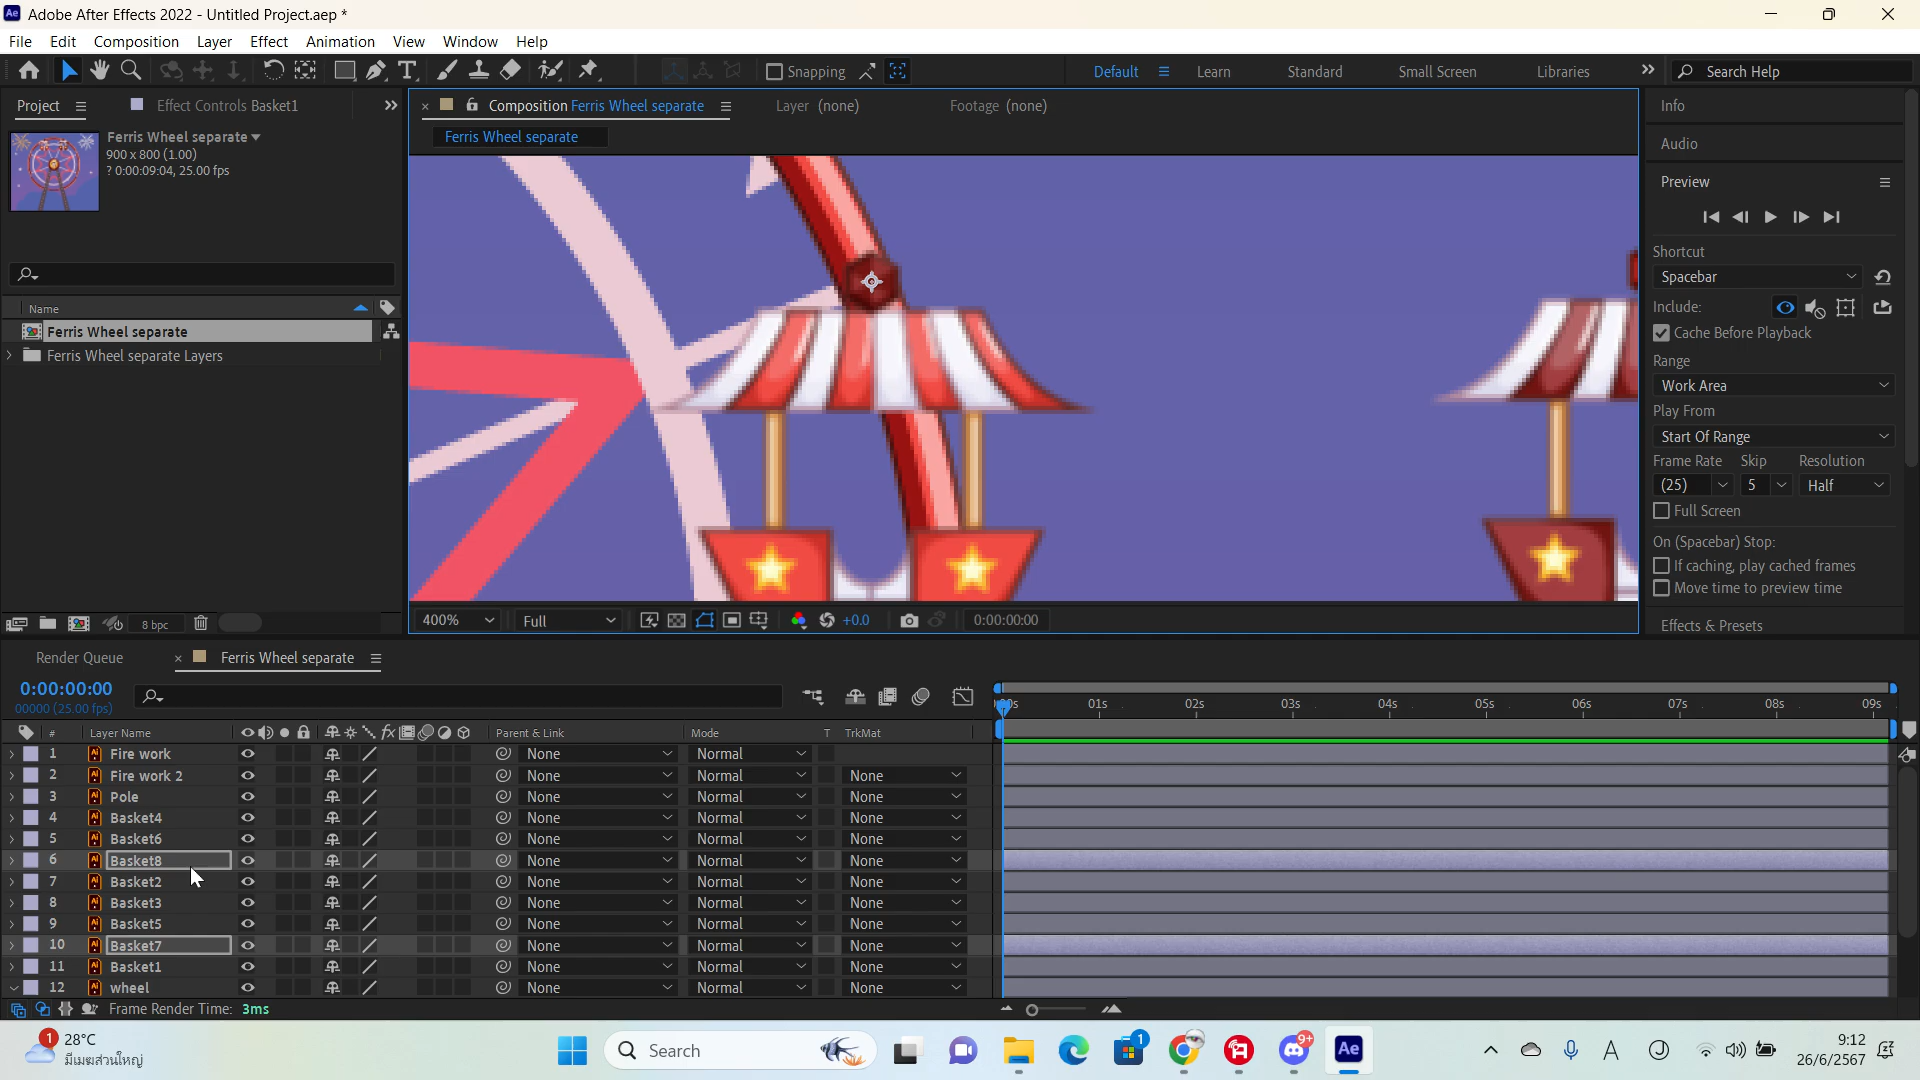 Adobe After Effects 2022 - Untitled Project.aep *
File Edit Composition Layer Effect Animation View Window Help
Snapping Default Learn Standard Small Screen Libraries Search Help
Project Effect Controls Basket1 Composition Ferris Wheel separate Layer (none) Footage (none) Info
Ferris Wheel separate
900 x 800 (1.00)
? 0:00:09:04, 25.00 fps
Ferris Wheel separate
Audio
Preview
Shortcut
Spacebar
Include:
Cache Before Playback
Range
Work Area
Play From
Start Of Range
Frame Rate Skip Resolution
(25) 5 Half
Full Screen
On (Spacebar) Stop:
If caching, play cached frames
Move time to preview time
Effects & Presets
Name
Ferris Wheel separate
Ferris Wheel separate Layers
8 bpc
400% Full +0.0 0:00:00:00
Render Queue Ferris Wheel separate
0:00:00:00
00000 (25.00 fps)
01s 02s 03s 04s 05s 06s 07s 08s 09s
# Layer Name Parent & Link Mode T TrkMat
1 Fire work None Normal
2 Fire work 2 None Normal None
3 Pole None Normal None
4 Basket4 None Normal None
5 Basket6 None Normal None
6 Basket8 None Normal None
7 Basket2 None Normal None
8 Basket3 None Normal None
9 Basket5 None Normal None
10 Basket7 None Normal None
11 Basket1 None Normal None
12 wheel None Normal None
Frame Render Time: 3ms
1 28°C
มีเมฆส่วนใหญ่
Search
1
9+
Ae
9:12
26/6/2567